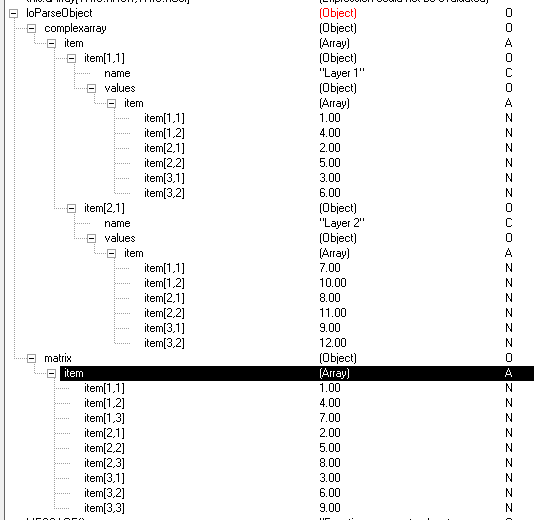 loParseObject (Object) O
complexarray (Object) O
item (Array) A
item[1,1] (Object) O
name "Layer 1" C
values (Object) O
item (Array) A
item[1,1] 1.00 N
item[1,2] 4.00 N
item[2,1] 2.00 N
item[2,2] 5.00 N
item[3,1] 3.00 N
item[3,2] 6.00 N
item[2,1] (Object) O
name "Layer 2" C
values (Object) O
item (Array) A
item[1,1] 7.00 N
item[1,2] 10.00 N
item[2,1] 8.00 N
item[2,2] 11.00 N
item[3,1] 9.00 N
item[3,2] 12.00 N
matrix (Object) O
item (Array) A
item[1,1] 1.00 N
item[1,2] 4.00 N
item[1,3] 7.00 N
item[2,1] 2.00 N
item[2,2] 5.00 N
item[2,3] 8.00 N
item[3,1] 3.00 N
item[3,2] 6.00 N
item[3,3] 9.00 N